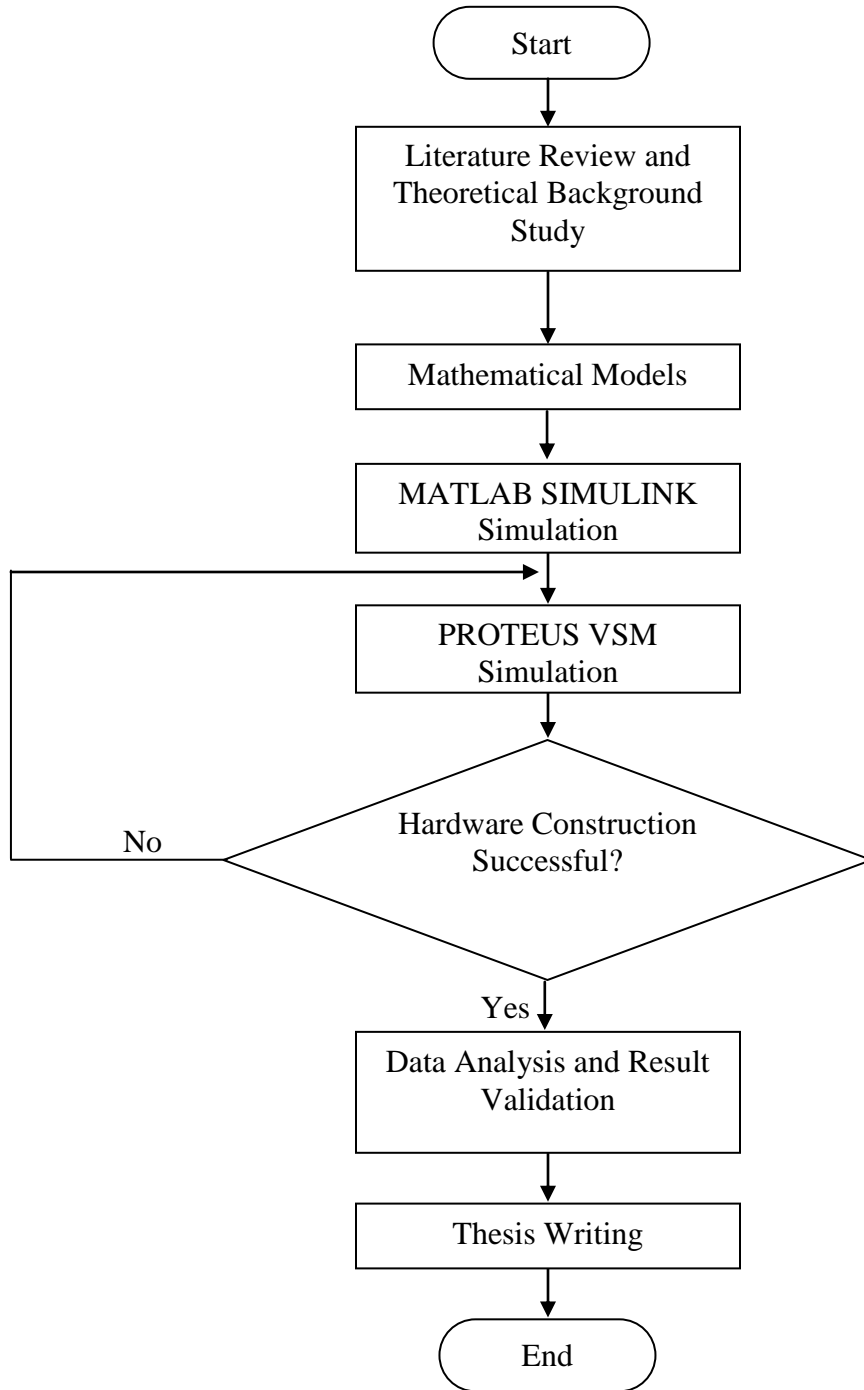 Start
Literature Review and
Theoretical Background
Study
Mathematical Models
MATLAB SIMULINK
Simulation
PROTEUS VSM
Simulation
Hardware Construction
Successful?
No
Yes
Data Analysis and Result
Validation
Thesis Writing
End